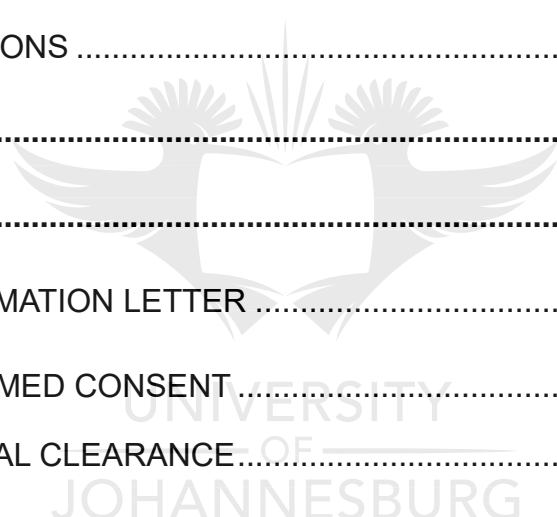 ONS ........................................................
................................................................
................................................................
MATION LETTER .....................................
MED CONSENT .......................................
UNIVERSITY
AL CLEARANCE.......................................
OF
JOHANNESBURG